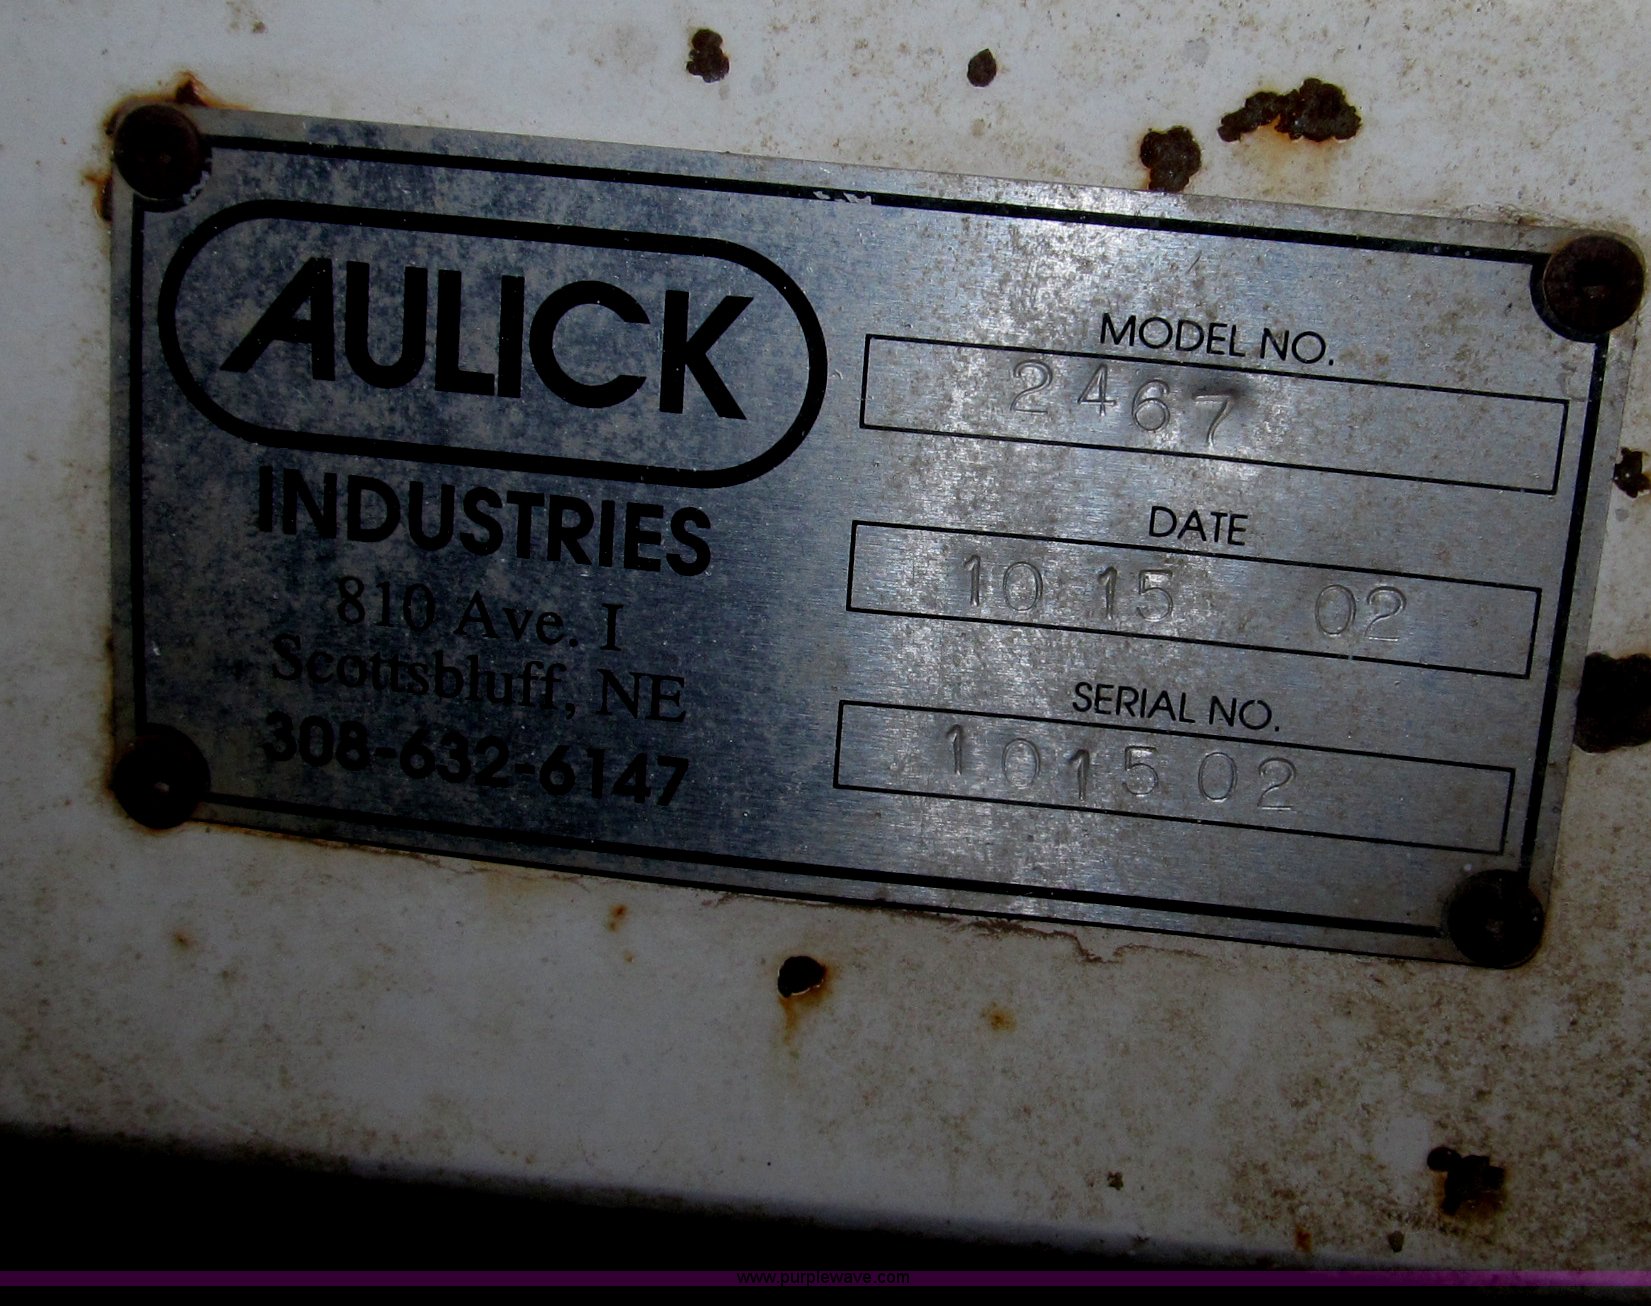 AULICK
INDUSTRIES
810 Ave. I
Scottsbluff, NE
308-632-6147
MODEL NO.
2467
DATE
10 15 02
SERIAL NO.
101502
www.purplewave.com